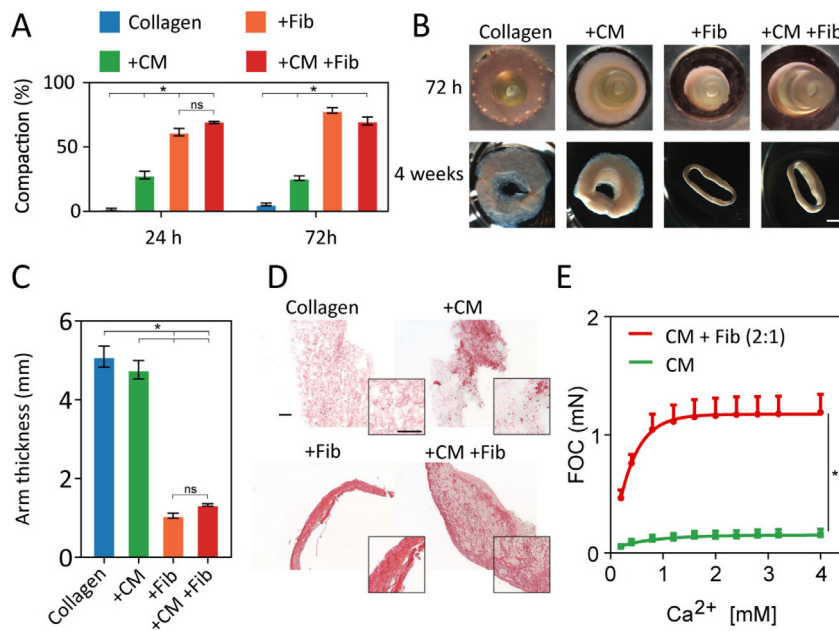 A
Collagen
+Fib
+CM
+CM +Fib
Compaction (%)
100
50
0
*
ns
*
24 h
72h
B
Collagen
+CM
+Fib
+CM +Fib
72 h
4 weeks
C
Arm thickness (mm)
6
4
2
0
*
ns
Collagen
+CM
+Fib
+CM +Fib
D
Collagen
+CM
+Fib
+CM +Fib
E
FOC (mN)
2
1
0
CM + Fib (2:1)
CM
*
0 1 2 3 4
Ca2+ [mM]